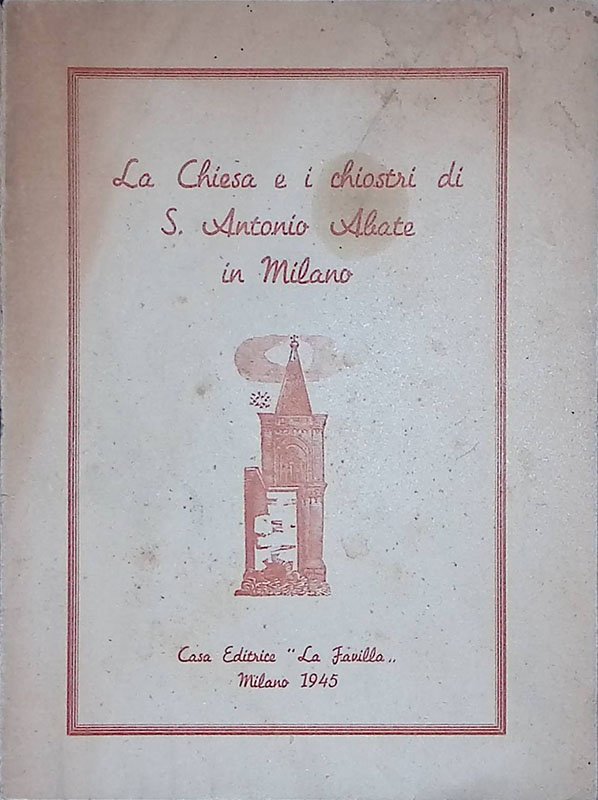 La Chiesa e i chiostri di
S. Antonio Abate
in Milano
Casa Editrice "La Favilla„
Milano 1945